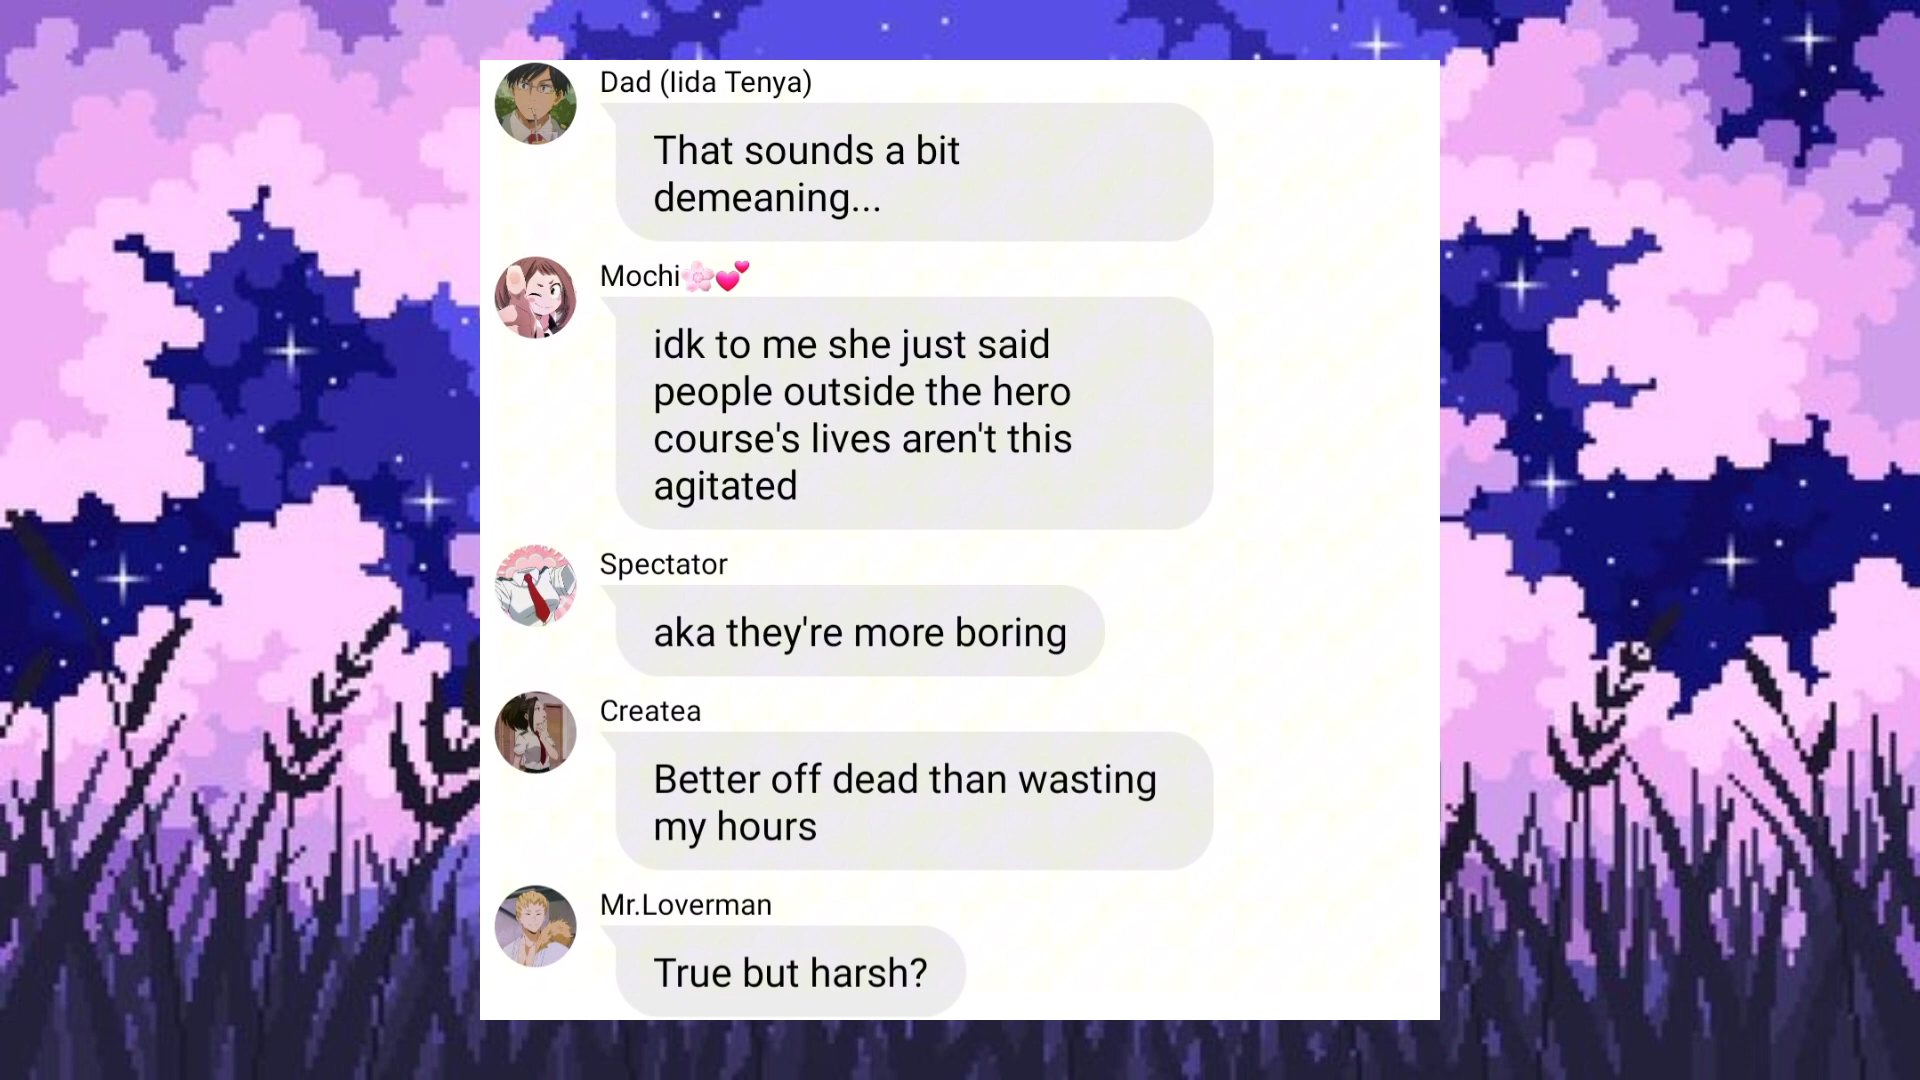 Dad (Iida Tenya)
That sounds a bit
demeaning...
Mochi🌸💕
idk to me she just said
people outside the hero
course's lives aren't this
agitated
Spectator
aka they're more boring
Createa
Better off dead than wasting
my hours
Mr.Loverman
True but harsh?